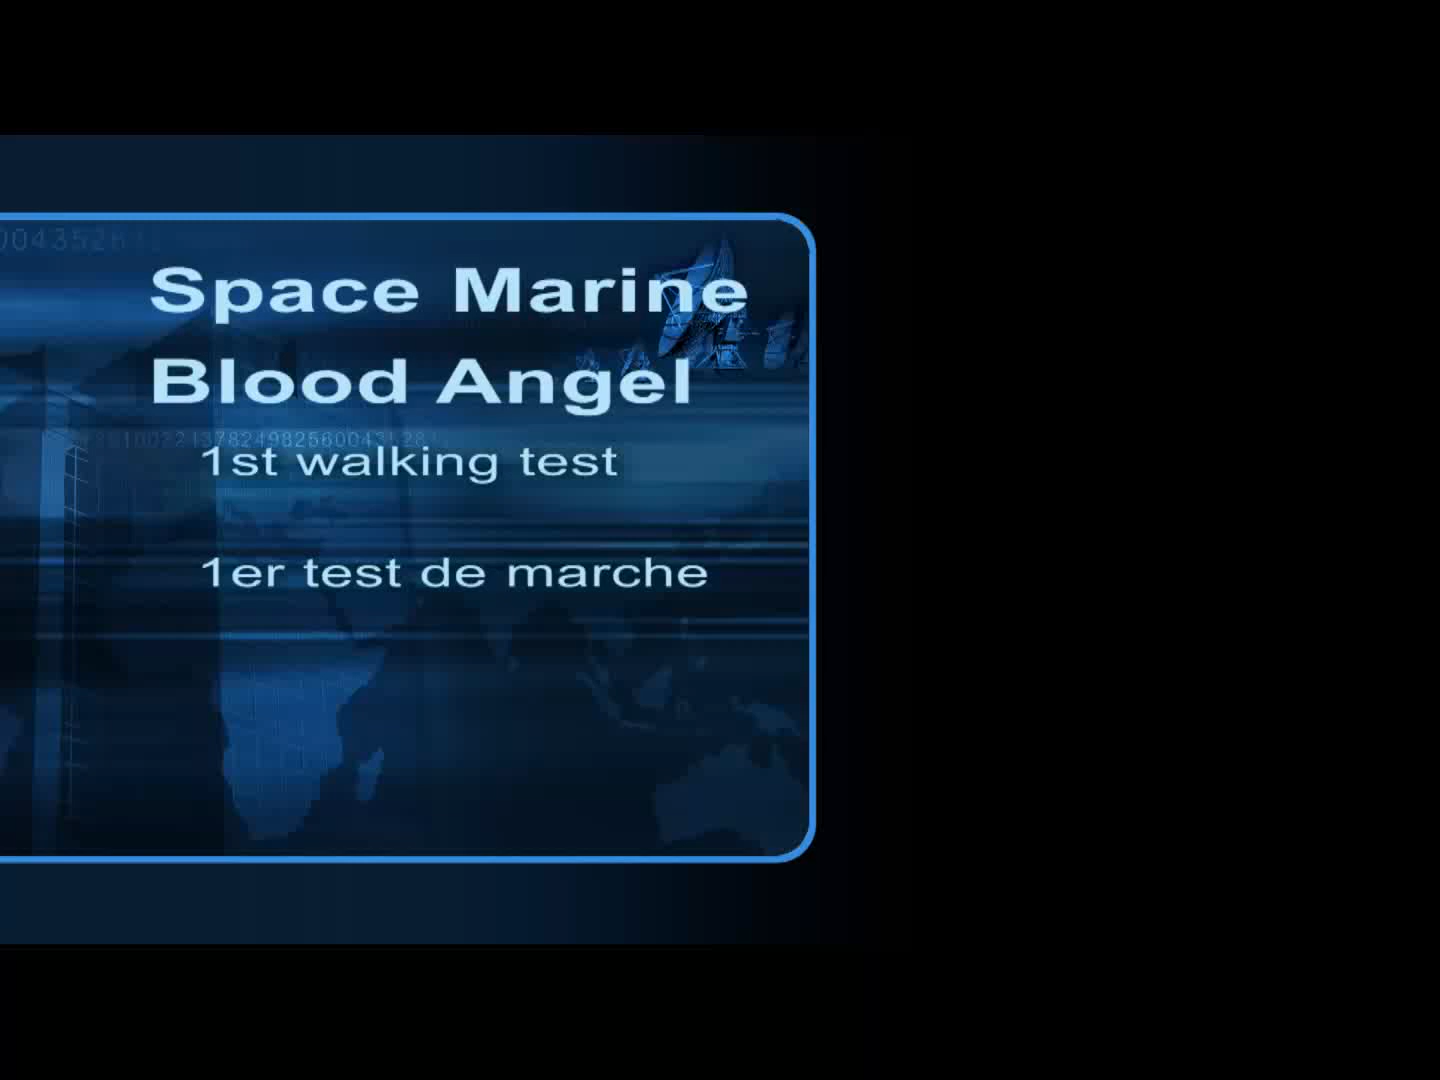 Space Marine
Blood Angel
1st walking test
1er test de marche